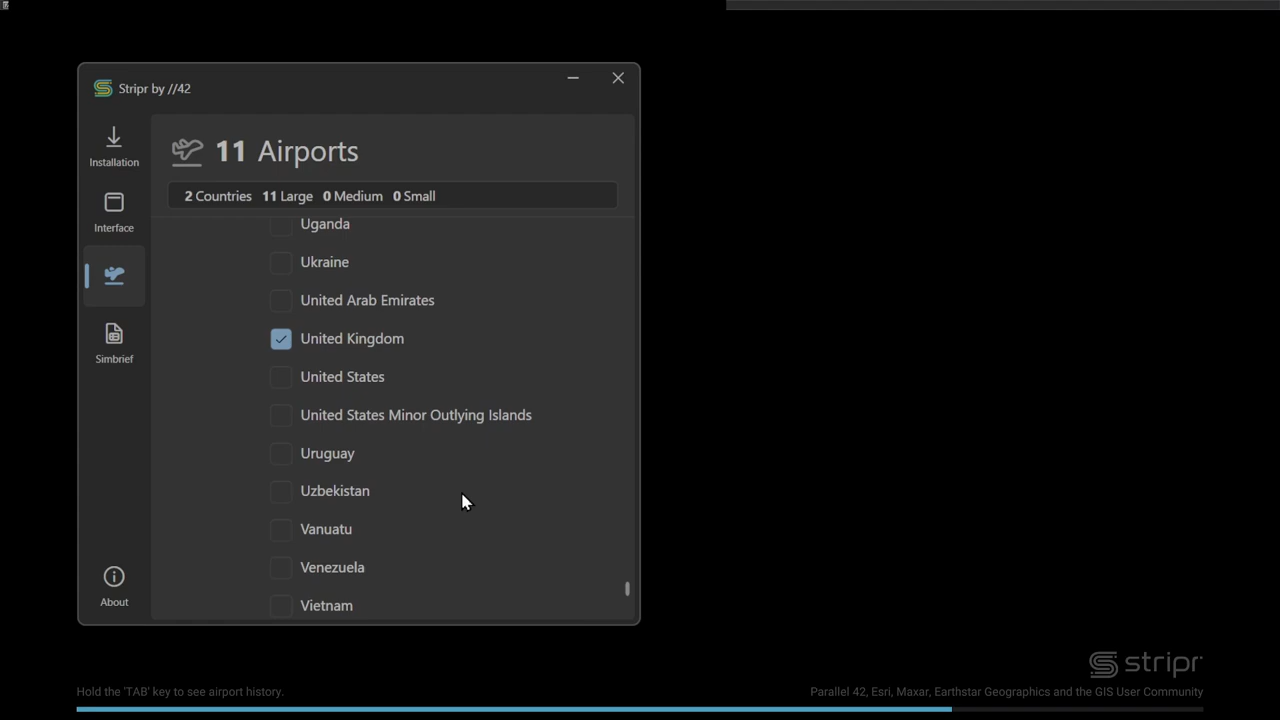 Stripr by //42
Installation
Interface
Simbrief
About
11 Airports
2 Countries 11 Large 0 Medium 0 Small
Uganda
Ukraine
United Arab Emirates
United Kingdom
United States
United States Minor Outlying Islands
Uruguay
Uzbekistan
Vanuatu
Venezuela
Vietnam
stripr
Hold the 'TAB' key to see airport history.
Parallel 42, Esri, Maxar, Earthstar Geographics and the GIS User Community